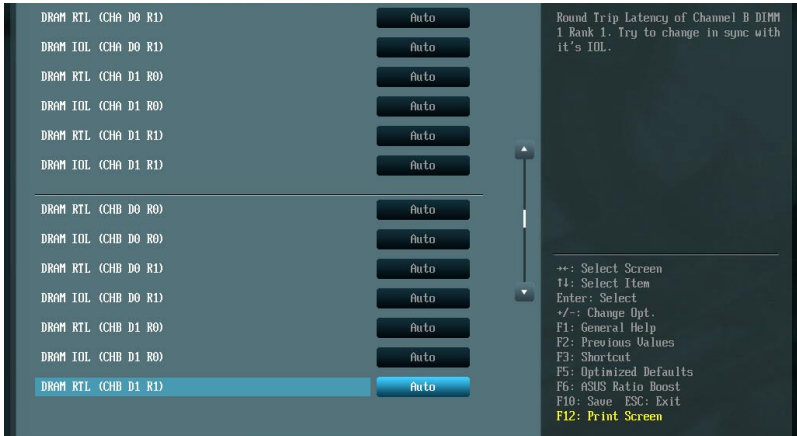 DRAM RTL (CHA D0 R1) Auto
DRAM IOL (CHA D0 R1) Auto
DRAM RTL (CHA D1 R0) Auto
DRAM IOL (CHA D1 R0) Auto
DRAM RTL (CHA D1 R1) Auto
DRAM IOL (CHA D1 R1) Auto
DRAM RTL (CHB D0 R0) Auto
DRAM IOL (CHB D0 R0) Auto
DRAM RTL (CHB D0 R1) Auto
DRAM IOL (CHB D0 R1) Auto
DRAM RTL (CHB D1 R0) Auto
DRAM IOL (CHB D1 R0) Auto
DRAM RTL (CHB D1 R1) Auto
Round Trip Latency of Channel B DIMM
1 Rank 1. Try to change in sync with
it's IOL.
→←: Select Screen
↑↓: Select Item
Enter: Select
+/-: Change Opt.
F1: General Help
F2: Previous Values
F3: Shortcut
F5: Optimized Defaults
F6: ASUS Ratio Boost
F10: Save ESC: Exit
F12: Print Screen